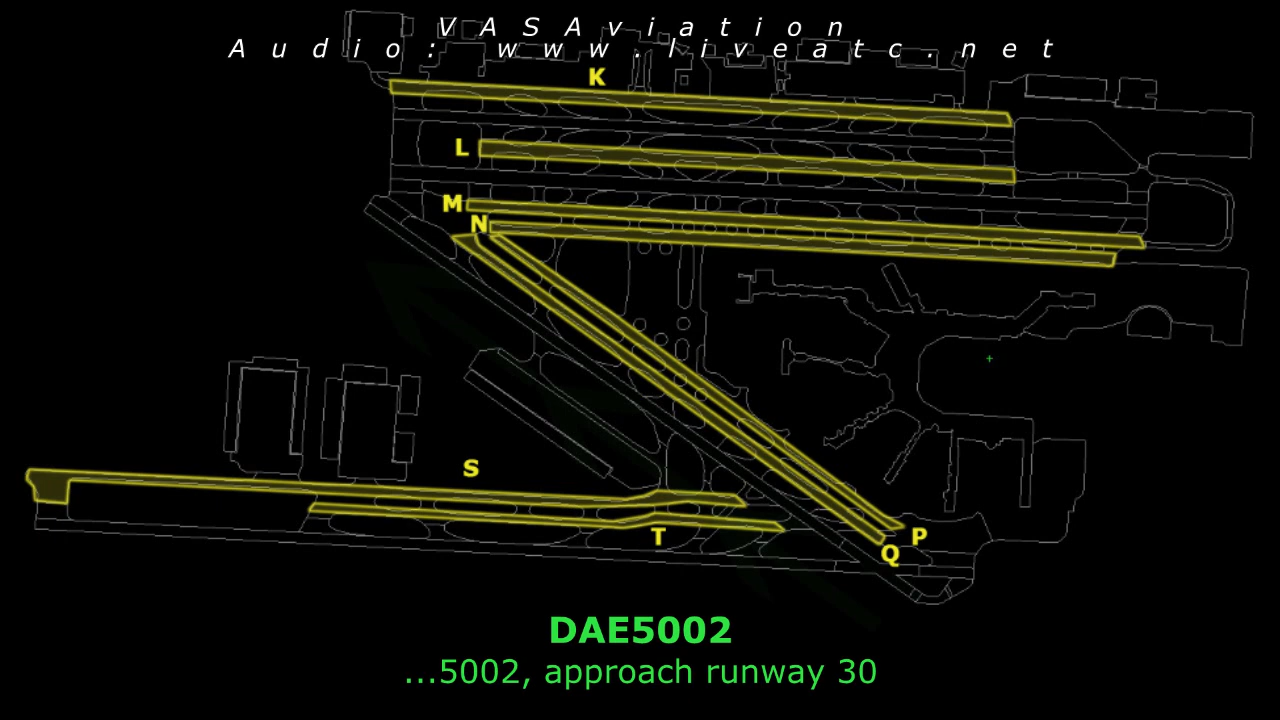 V A S A v i a t i o n
A u d i o : w w w . l i v e a t c . n e t
K
L
M
N
S
T
P
Q
DAE5002
...5002, approach runway 30